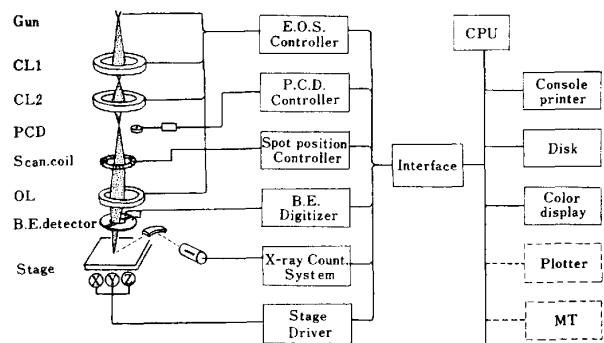 Gun
CL1
CL2
PCD
Scan.coil
OL
B.E.detector
Stage
X
Y
Z
E.O.S.
Controller
P.C.D.
Controller
Spot position
Controller
B.E.
Digitizer
X-ray Count.
System
Stage
Driver
Interface
CPU
Console
printer
Disk
Color
display
Plotter
MT